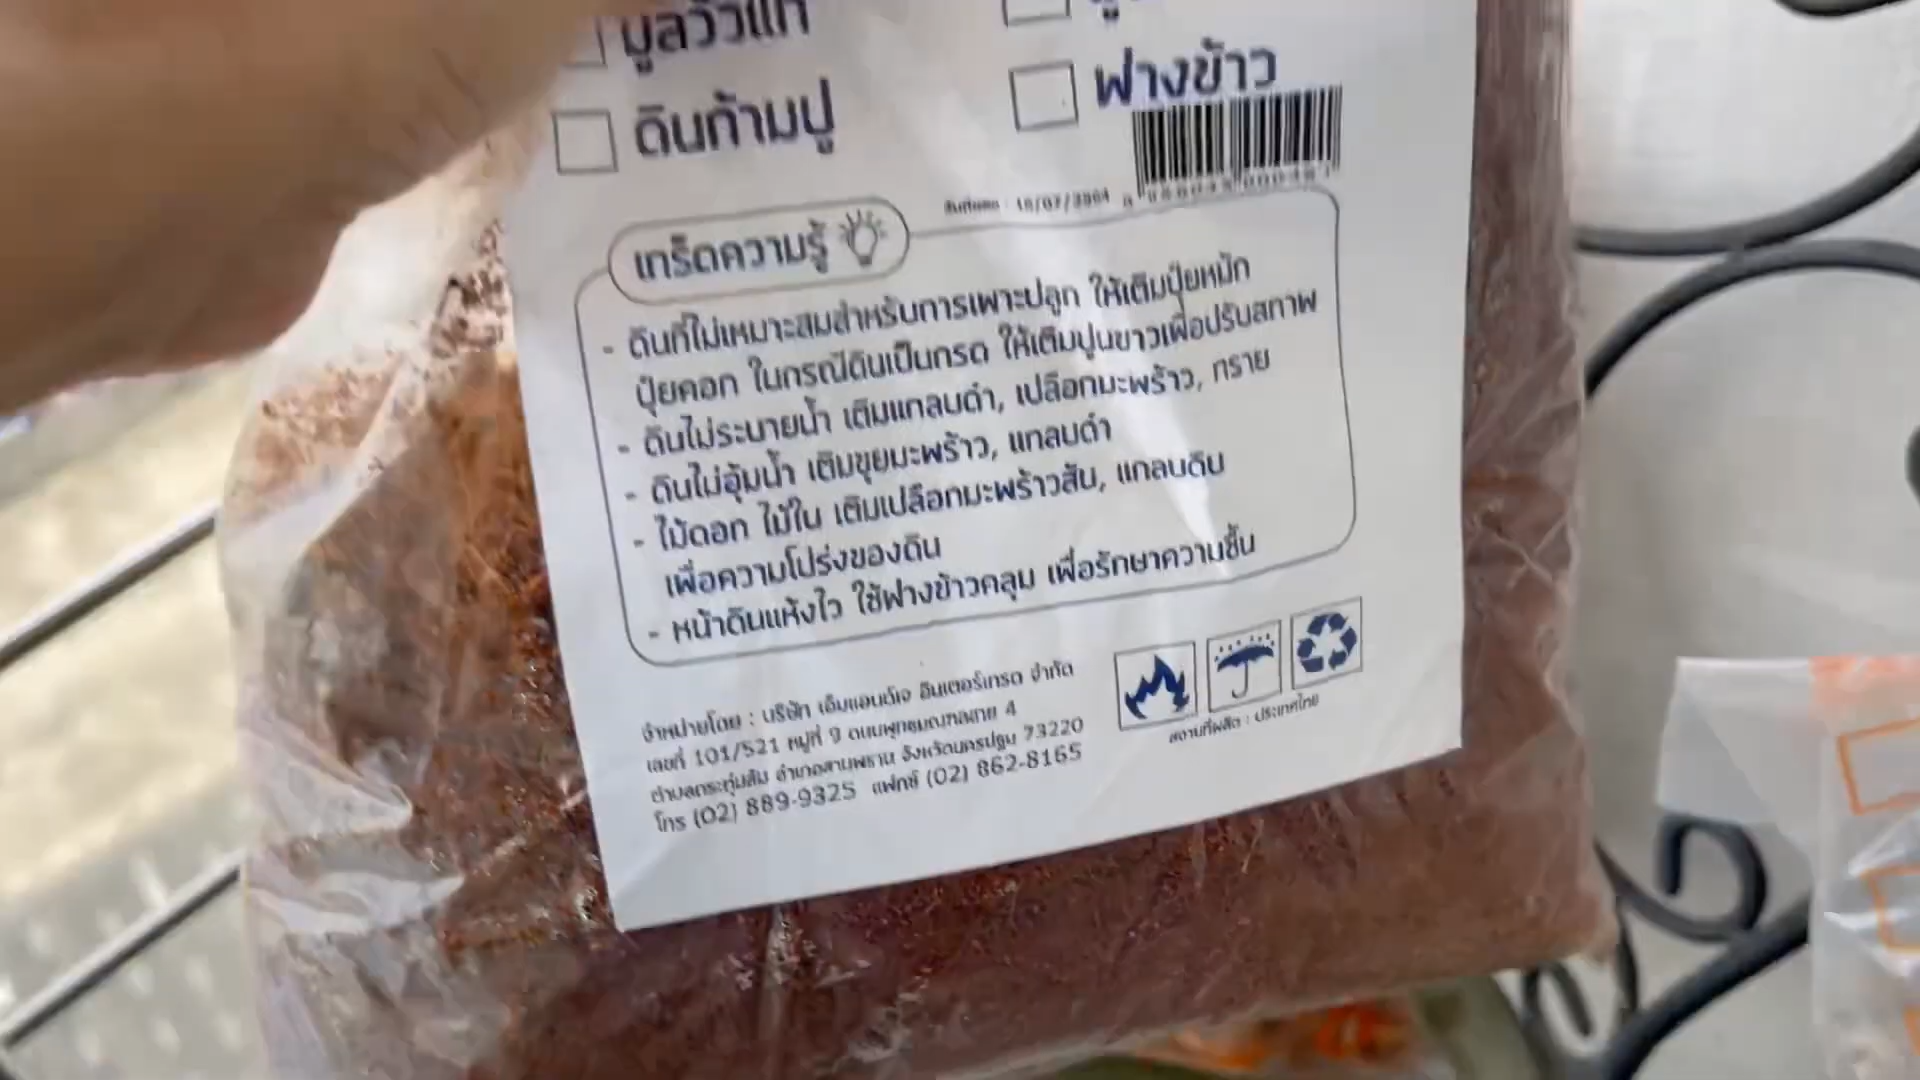 มูลวัวแก่
ดินก้ามปู
ฟางข้าว
เกร็ดความรู้
- ดินที่ไม่เหมาะสมสำหรับการเพาะปลูก ให้เติมปุ๋ยหมัก
ปุ๋ยคอก ในกรณีดินเป็นกรด ให้เติมปูนขาวเพื่อปรับสภาพ
- ดินไม่ระบายน้ำ เติมแกลบดำ, เปลือกมะพร้าว, ทราย
- ดินไม่อุ้มน้ำ เติมขุยมะพร้าว, แกลบดำ
- ไม้ดอก ไม้ใบ เติมเปลือกมะพร้าวสับ, แกลบดิบ
เพื่อความโปร่งของดิน
- หน้าดินแห้งไว ใช้ฟางข้าวคลุม เพื่อรักษาความชื้น
จำหน่ายโดย : บริษัท เอ็มแอนด์เจ อินเตอร์เทรด จำกัด
เลขที่ 101/521 หมู่ที่ 9 ถนนพุทธมณฑลสาย 4
ตำบลกระทุ่มล้ม อำเภอสามพราน จังหวัดนครปฐม 73220
โทร (02) 889-9325 แฟกซ์ (02) 862-8165
สถานที่ผลิต : ประเทศไทย